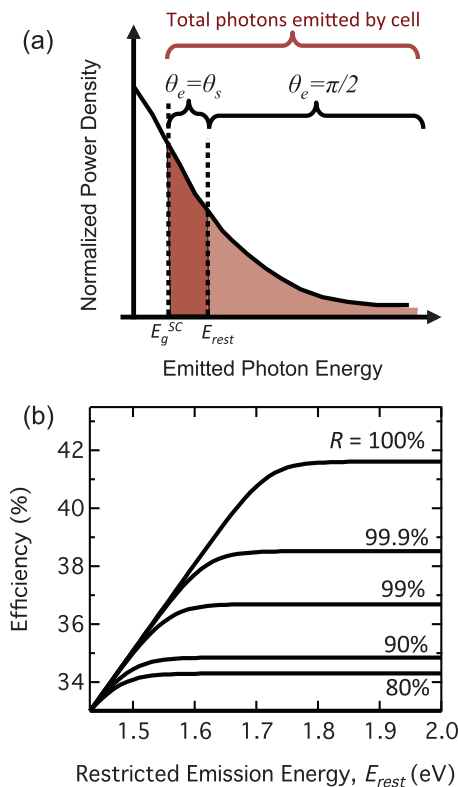 (a)
Total photons emitted by cell
θe=θs
θe=π/2
Normalized Power Density
EgSC
Erest
Emitted Photon Energy
(b)
42
40
38
36
34
Efficiency (%)
R = 100%
99.9%
99%
90%
80%
1.5 1.6 1.7 1.8 1.9 2.0
Restricted Emission Energy, Erest (eV)